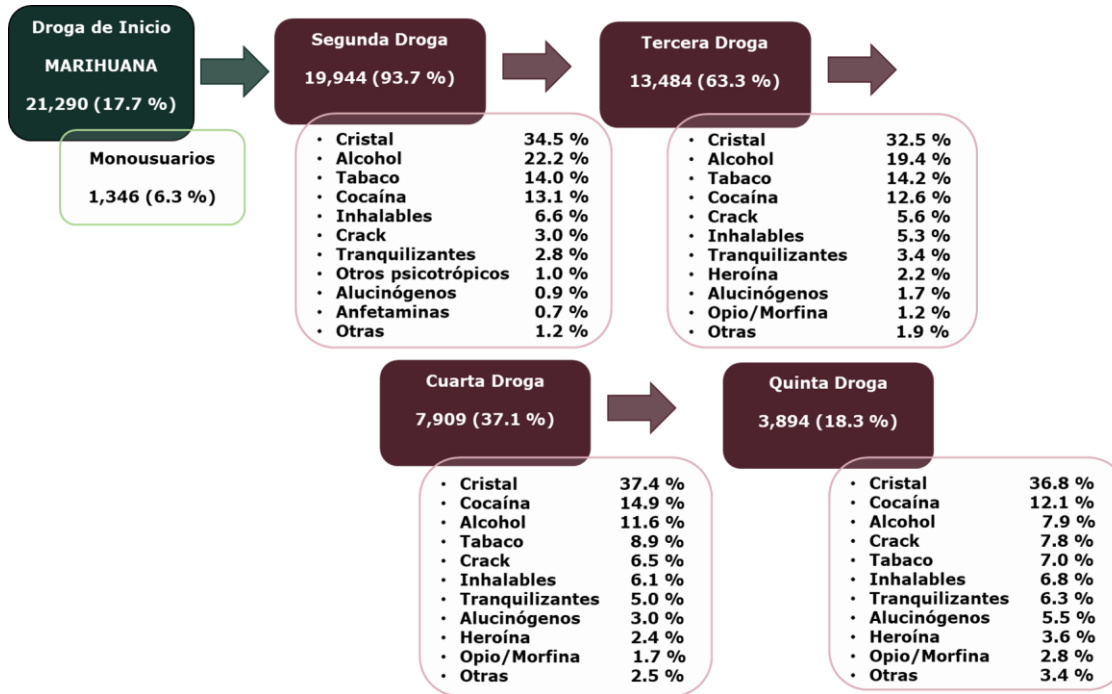 Droga de Inicio
MARIHUANA
21,290 (17.7 %)
Monousuarios
1,346 (6.3 %)
Segunda Droga
19,944 (93.7 %)
· Cristal 34.5 %
· Alcohol 22.2 %
· Tabaco 14.0 %
· Cocaína 13.1 %
· Inhalables 6.6 %
· Crack 3.0 %
· Tranquilizantes 2.8 %
· Otros psicotrópicos 1.0 %
· Alucinógenos 0.9 %
· Anfetaminas 0.7 %
· Otras 1.2 %
Tercera Droga
13,484 (63.3 %)
· Cristal 32.5 %
· Alcohol 19.4 %
· Tabaco 14.2 %
· Cocaína 12.6 %
· Crack 5.6 %
· Inhalables 5.3 %
· Tranquilizantes 3.4 %
· Heroína 2.2 %
· Alucinógenos 1.7 %
· Opio/Morfina 1.2 %
· Otras 1.9 %
Cuarta Droga
7,909 (37.1 %)
· Cristal 37.4 %
· Cocaína 14.9 %
· Alcohol 11.6 %
· Tabaco 8.9 %
· Crack 6.5 %
· Inhalables 6.1 %
· Tranquilizantes 5.0 %
· Alucinógenos 3.0 %
· Heroína 2.4 %
· Opio/Morfina 1.7 %
· Otras 2.5 %
Quinta Droga
3,894 (18.3 %)
· Cristal 36.8 %
· Cocaína 12.1 %
· Alcohol 7.9 %
· Crack 7.8 %
· Tabaco 7.0 %
· Inhalables 6.8 %
· Tranquilizantes 6.3 %
· Alucinógenos 5.5 %
· Heroína 3.6 %
· Opio/Morfina 2.8 %
· Otras 3.4 %